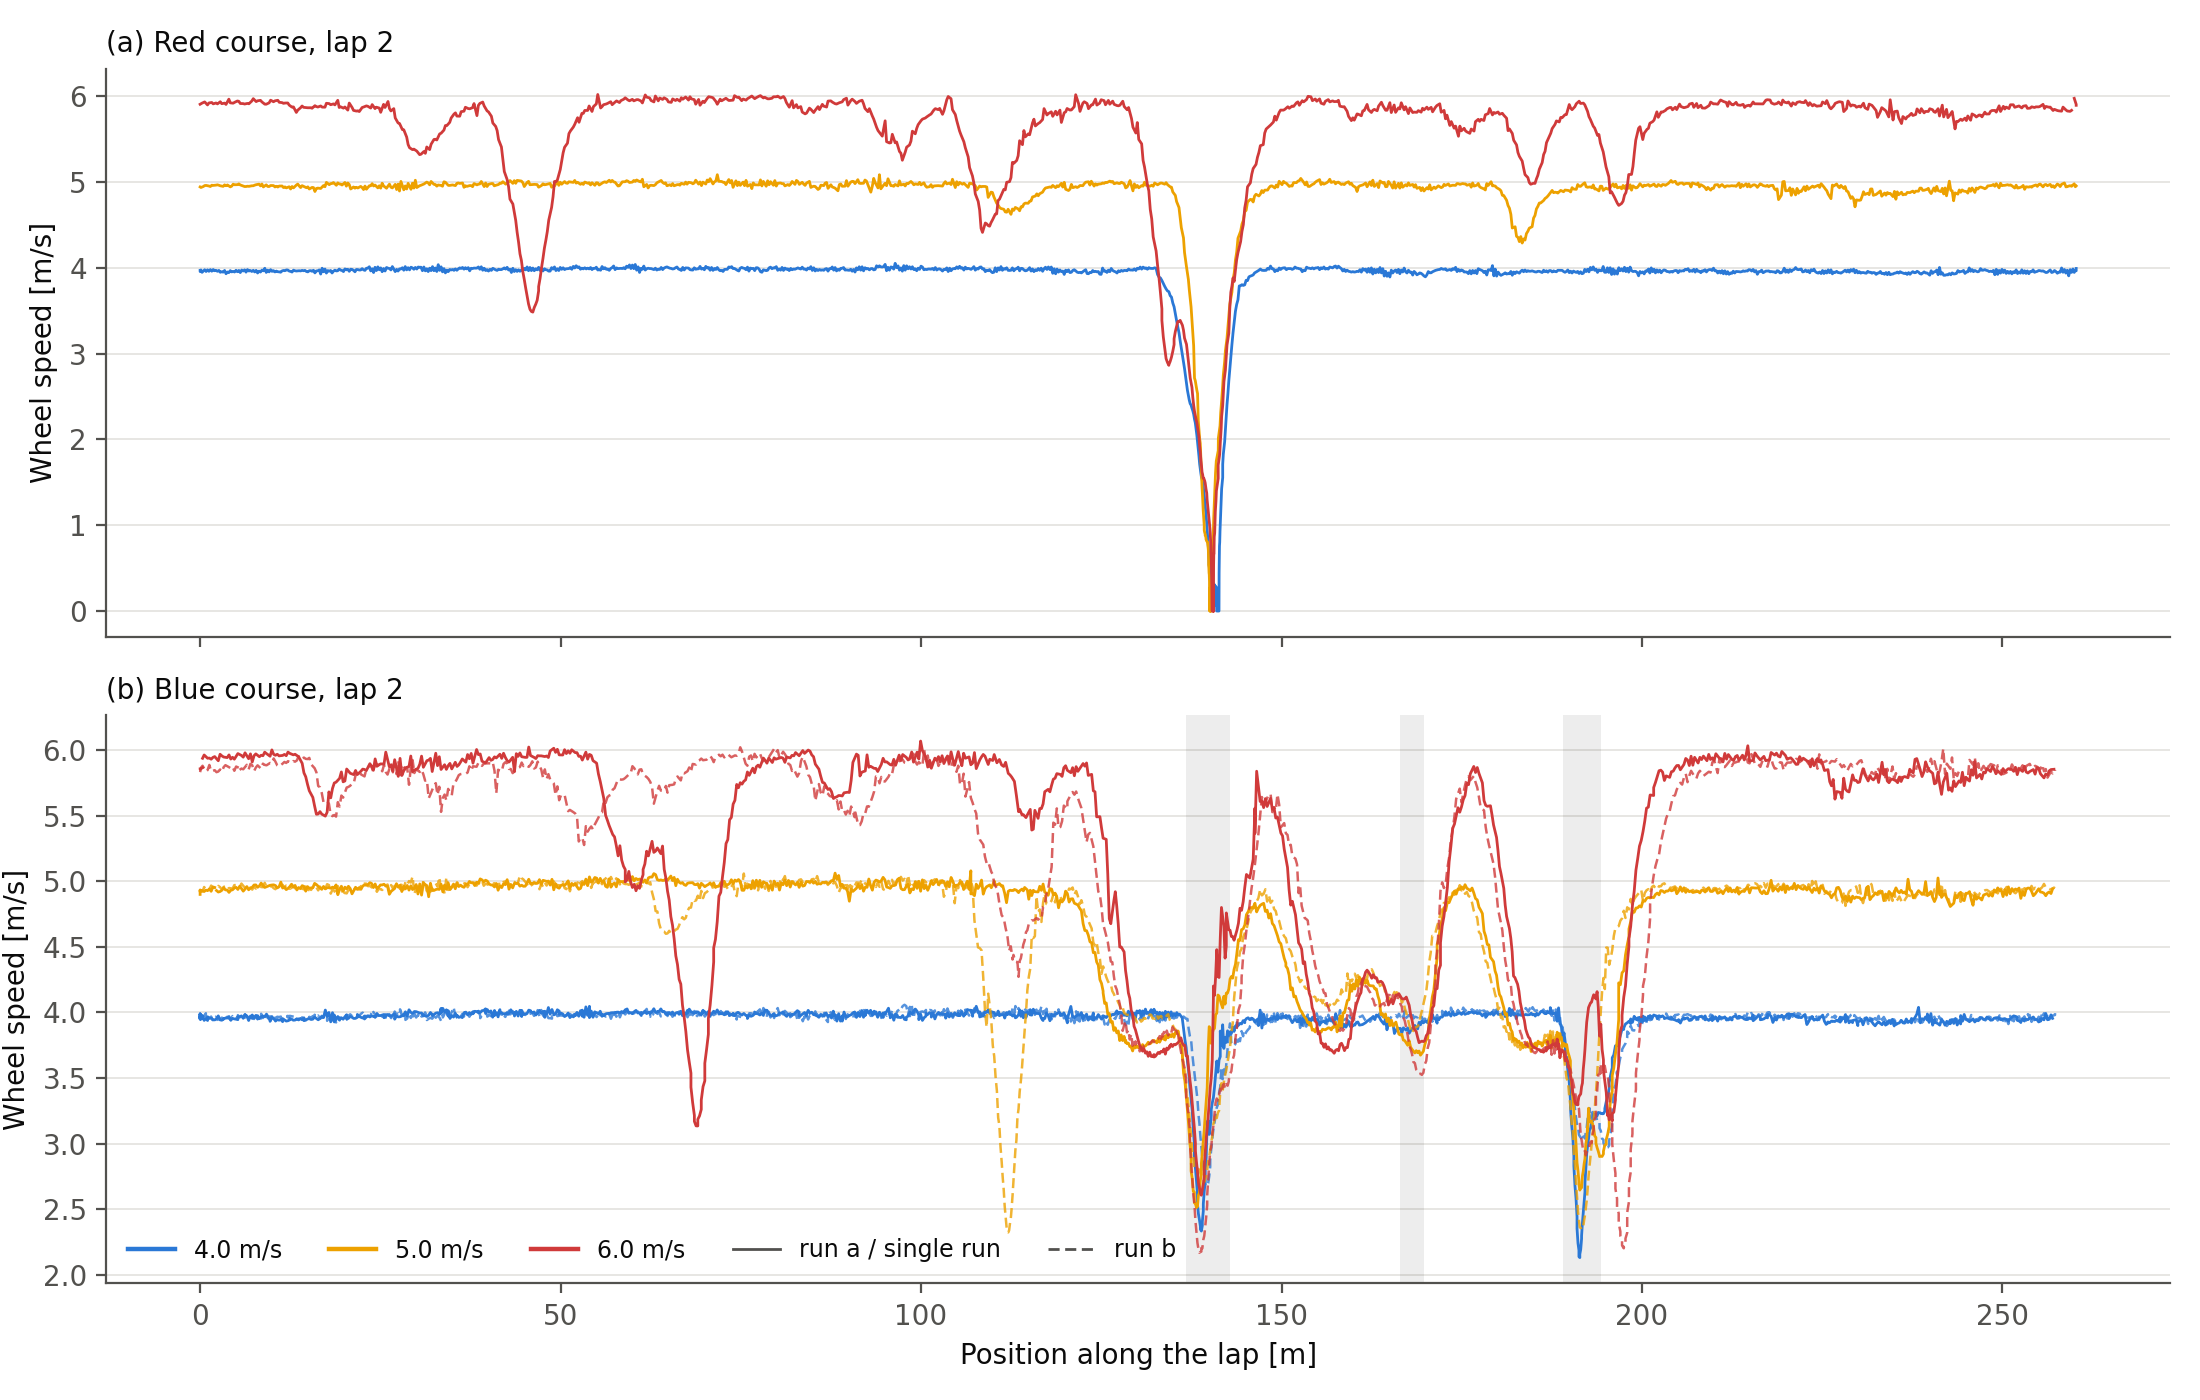 (a) Red course, lap 2
Wheel speed [m/s]
6
5
4
3
2
1
0
(b) Blue course, lap 2
Wheel speed [m/s]
6.0
5.5
5.0
4.5
4.0
3.5
3.0
2.5
2.0
4.0 m/s 5.0 m/s 6.0 m/s run a / single run run b
0 50 100 150 200 250
Position along the lap [m]